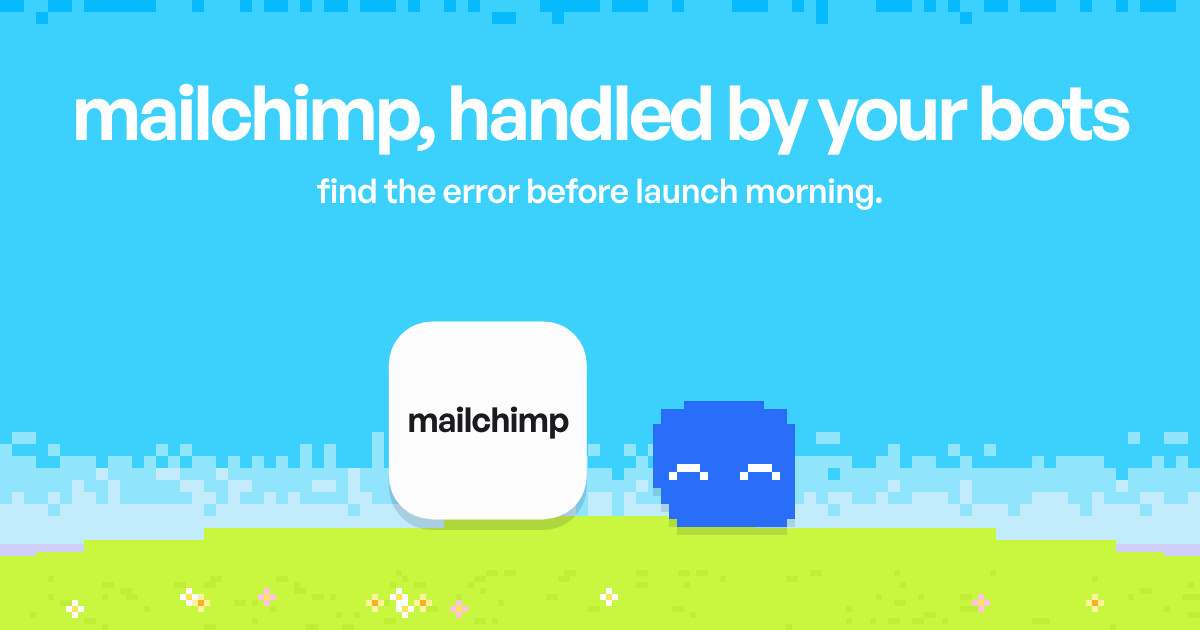 mailchimp, handled by your bots
find the error before launch morning.
mailchimp